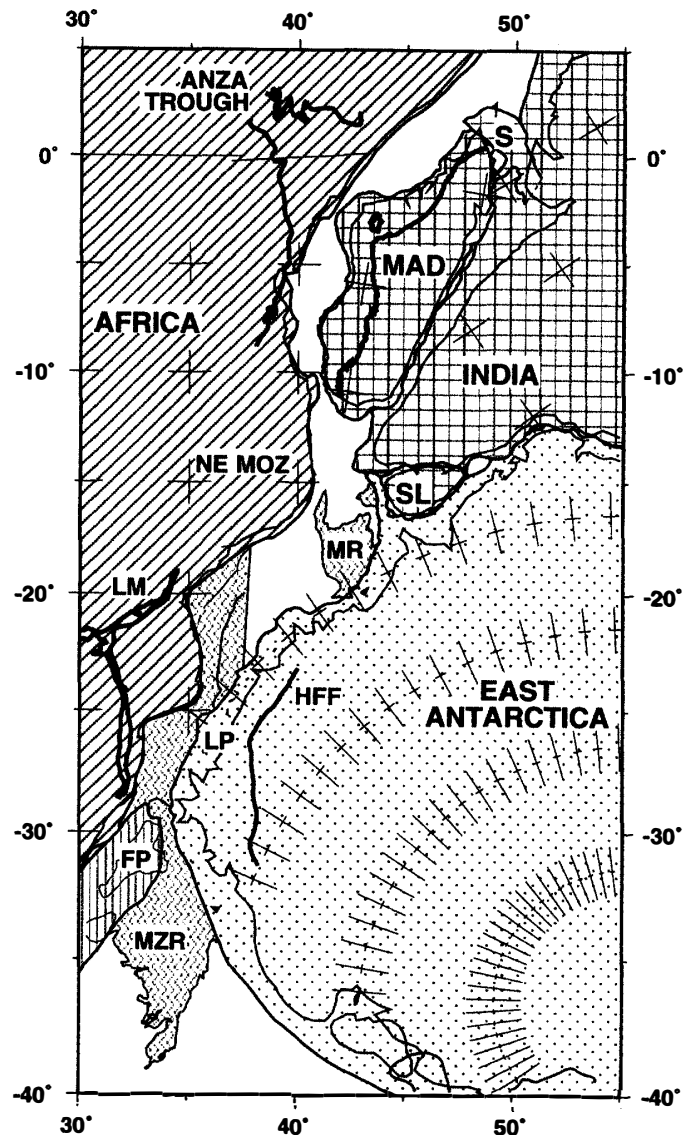 30° 40° 50°
ANZA
TROUGH
S
0° 0°
MAD
AFRICA
-10° -10°
INDIA
NE MOZ
SL
MR
LM
-20° -20°
HFF
EAST
ANTARCTICA
LP
-30° -30°
FP
MZR
-40° -40°
30° 40° 50°